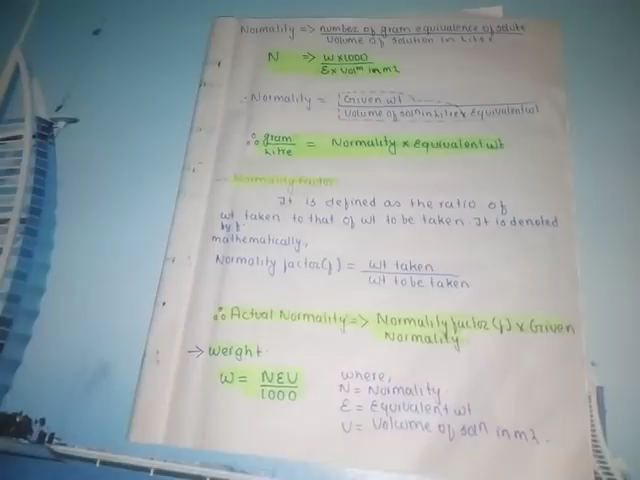 Normality => number of gram equivalence of solute
Volume of solution in litre
N => W×1000
E× Volm in ml
∴ Normality = Given wt
Volume of soln in litre × Equivalent wt
∴ gram = Normality × Equivalent wt
Litre
Normality Factor
It is defined as the ratio of
wt taken to that of wt to be taken. It is denoted
by f.
mathematically,
Normality factor(f) = wt taken
wt to be taken
∴ Actual Normality => Normality factor(f) × Given
Normality
→ Weight.
W = NEV
1000
where,
N = Normality.
E = Equivalent wt
V = Volume of soln in ml.